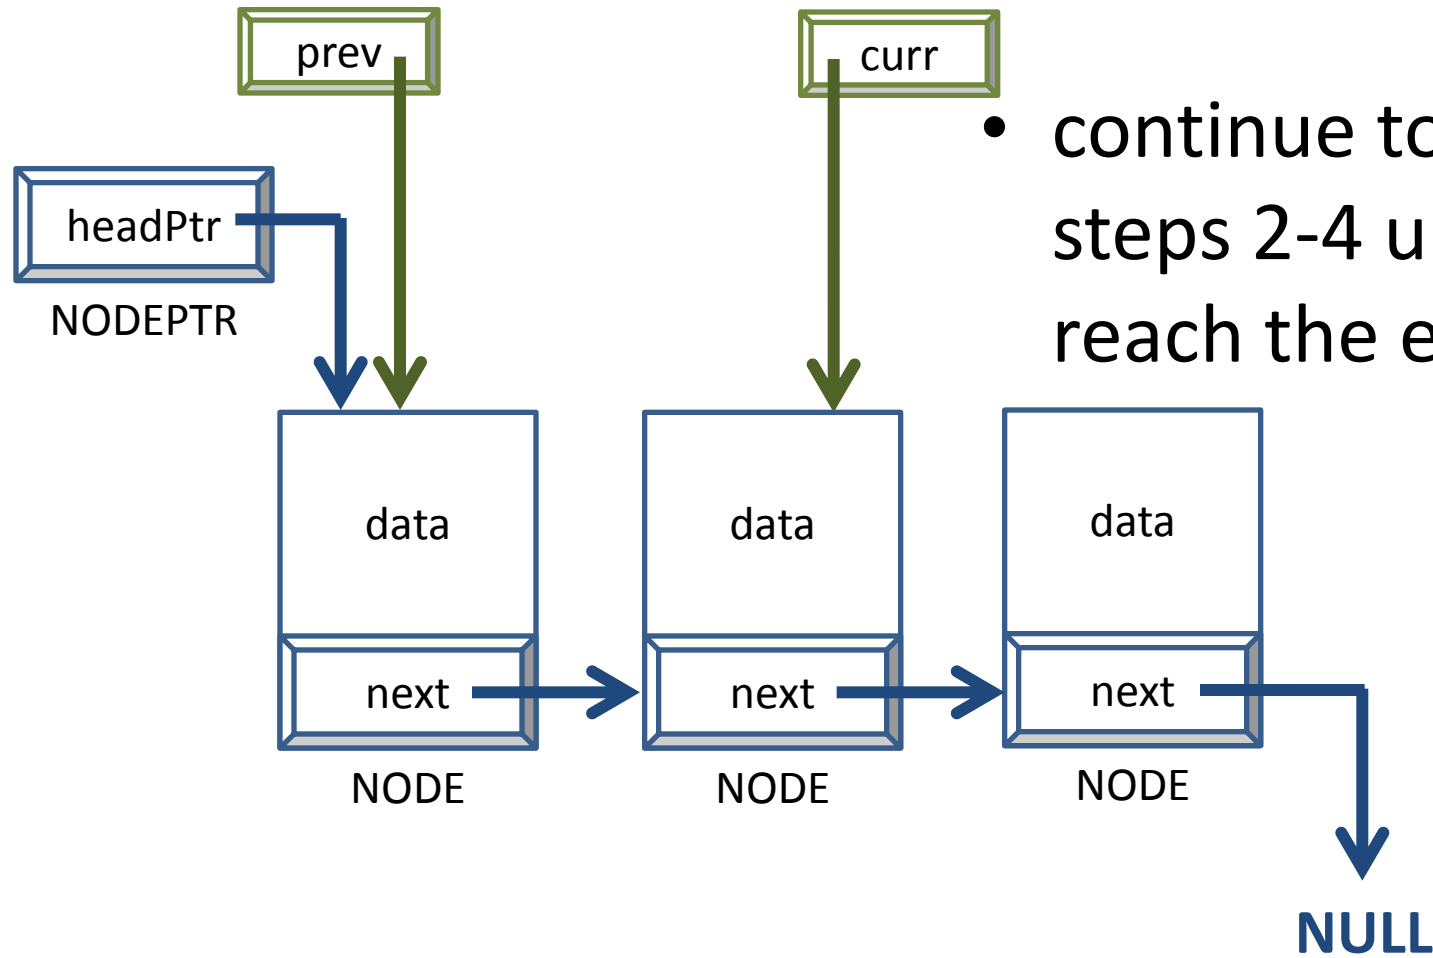 prev
curr
• continue to
steps 2-4 u
reach the e
headPtr
NODEPTR
data
data
data
next
next
next
NODE
NODE
NODE
NULL